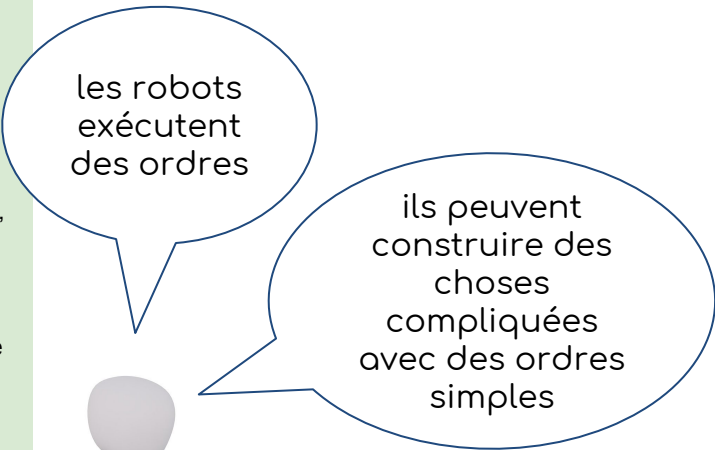 les robots
exécutent
des ordres
ils peuvent
construire des
choses
compliquées
avec des ordres
simples